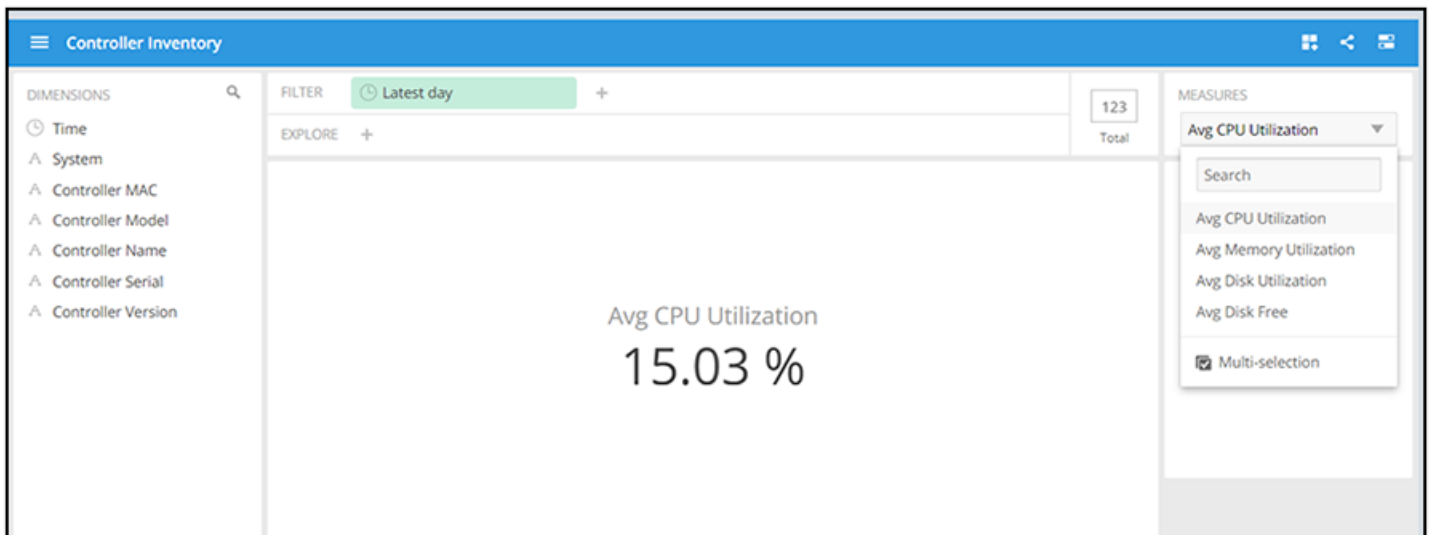 Controller Inventory
DIMENSIONS
Time
System
Controller MAC
Controller Model
Controller Name
Controller Serial
Controller Version
FILTER
Latest day
+
EXPLORE +
123
Total
Avg CPU Utilization
15.03 %
MEASURES
Avg CPU Utilization
Search
Avg CPU Utilization
Avg Memory Utilization
Avg Disk Utilization
Avg Disk Free
Multi-selection